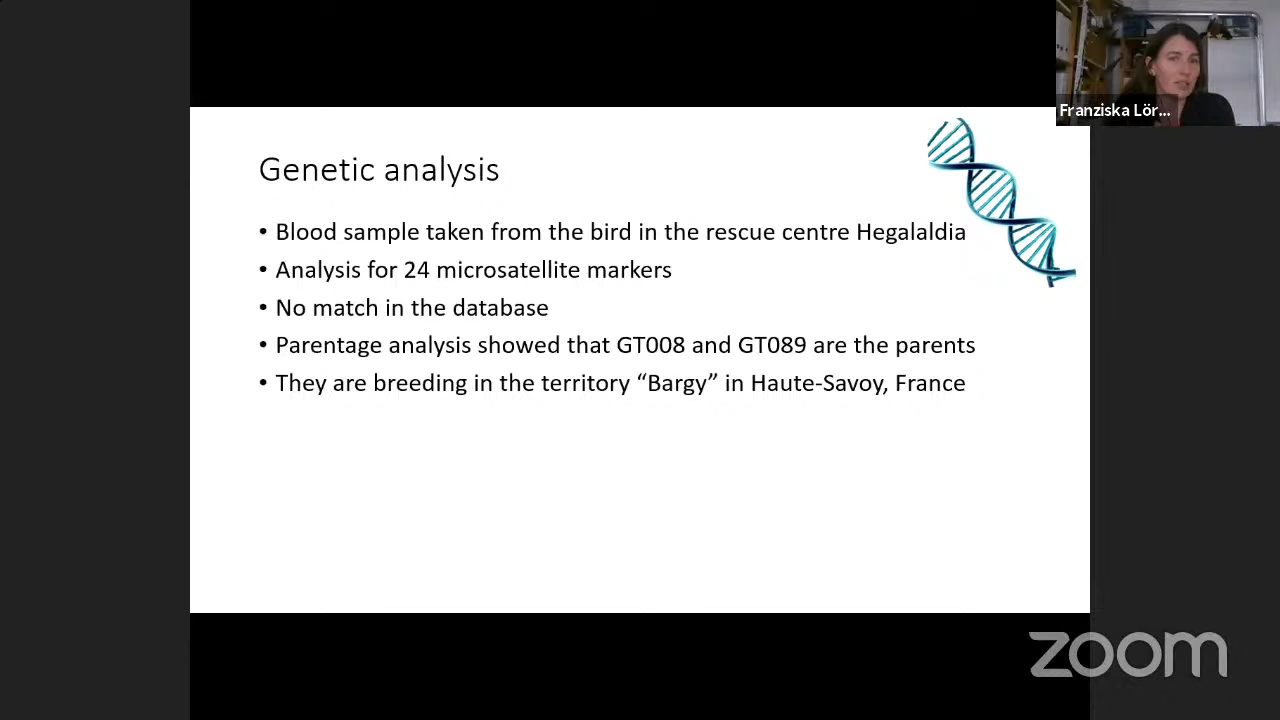 Franziska Lör...
Genetic analysis
• Blood sample taken from the bird in the rescue centre Hegalaldia
• Analysis for 24 microsatellite markers
• No match in the database
• Parentage analysis showed that GT008 and GT089 are the parents
• They are breeding in the territory “Bargy” in Haute-Savoy, France
zoom